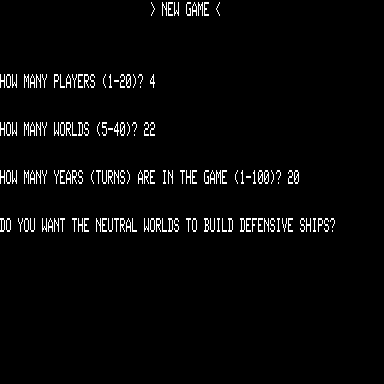 > NEW GAME <
HOW MANY PLAYERS (1-20)? 4
HOW MANY WORLDS (5-40)? 22
HOW MANY YEARS (TURNS) ARE IN THE GAME (1-100)? 20
DO YOU WANT THE NEUTRAL WORLDS TO BUILD DEFENSIVE SHIPS?